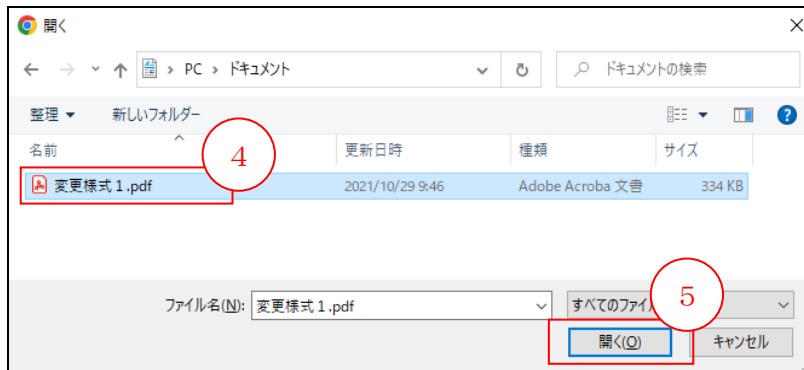 開く
PC > ドキュメント
ドキュメントの検索
整理
新しいフォルダー
名前 更新日時 種類 サイズ
4
変更様式１.pdf 2021/10/29 9:46 Adobe Acroba 文書 334 KB
ファイル名(N): 変更様式１.pdf すべてのファイ
5
開く(O) キャンセル